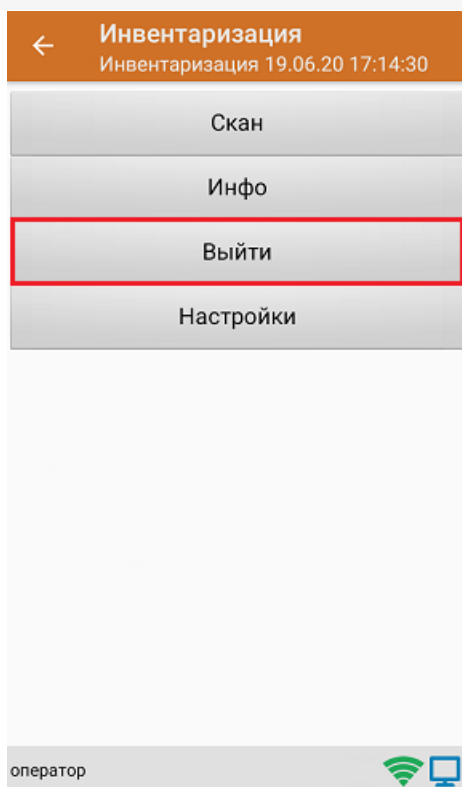 Инвентаризация
Инвентаризация 19.06.20 17:14:30
Скан
Инфо
Выйти
Настройки
оператор